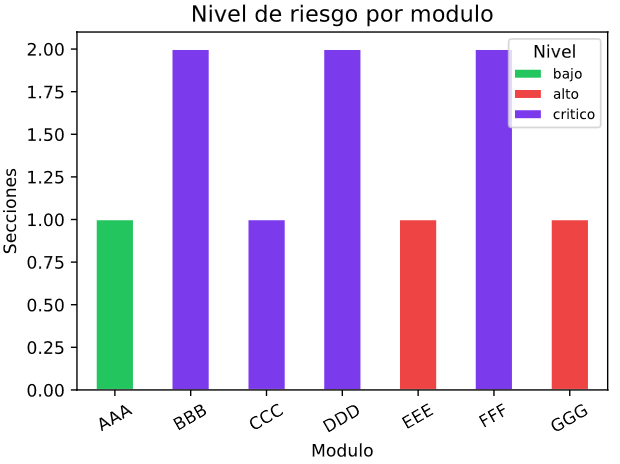 Nivel de riesgo por modulo
Secciones
2.00
1.75
1.50
1.25
1.00
0.75
0.50
0.25
0.00
Nivel
bajo
alto
critico
AAA BBB CCC DDD EEE FFF GGG
Modulo